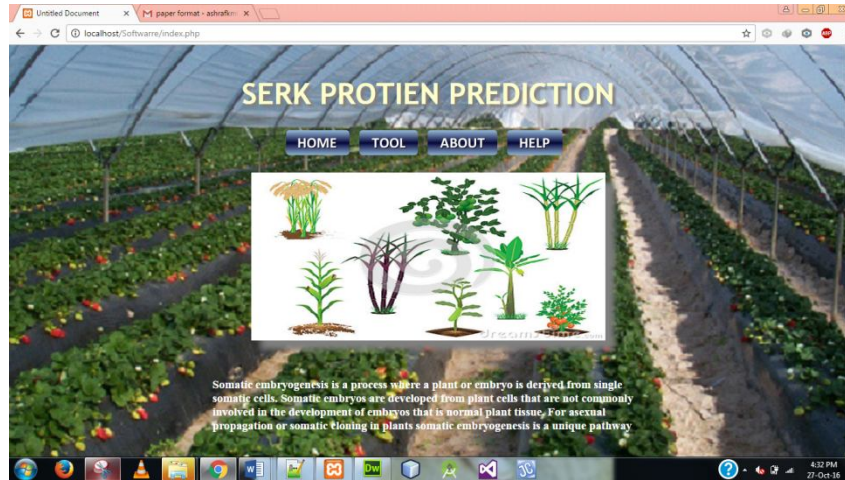 Untitled Document
paper format - ashrafkm
localhost/Softwarre/index.php
SERK PROTIEN PREDICTION
HOME TOOL ABOUT HELP
Somatic embryogenesis is a process where a plant or embryo is derived from single
somatic cells. Somatic embryos are developed from plant cells that are not commonly
involved in the development of embryos that is normal plant tissue. For asexual
propagation or somatic cloning in plants somatic embryogenesis is a unique pathway
Dw
4:32 PM
27-Oct-16